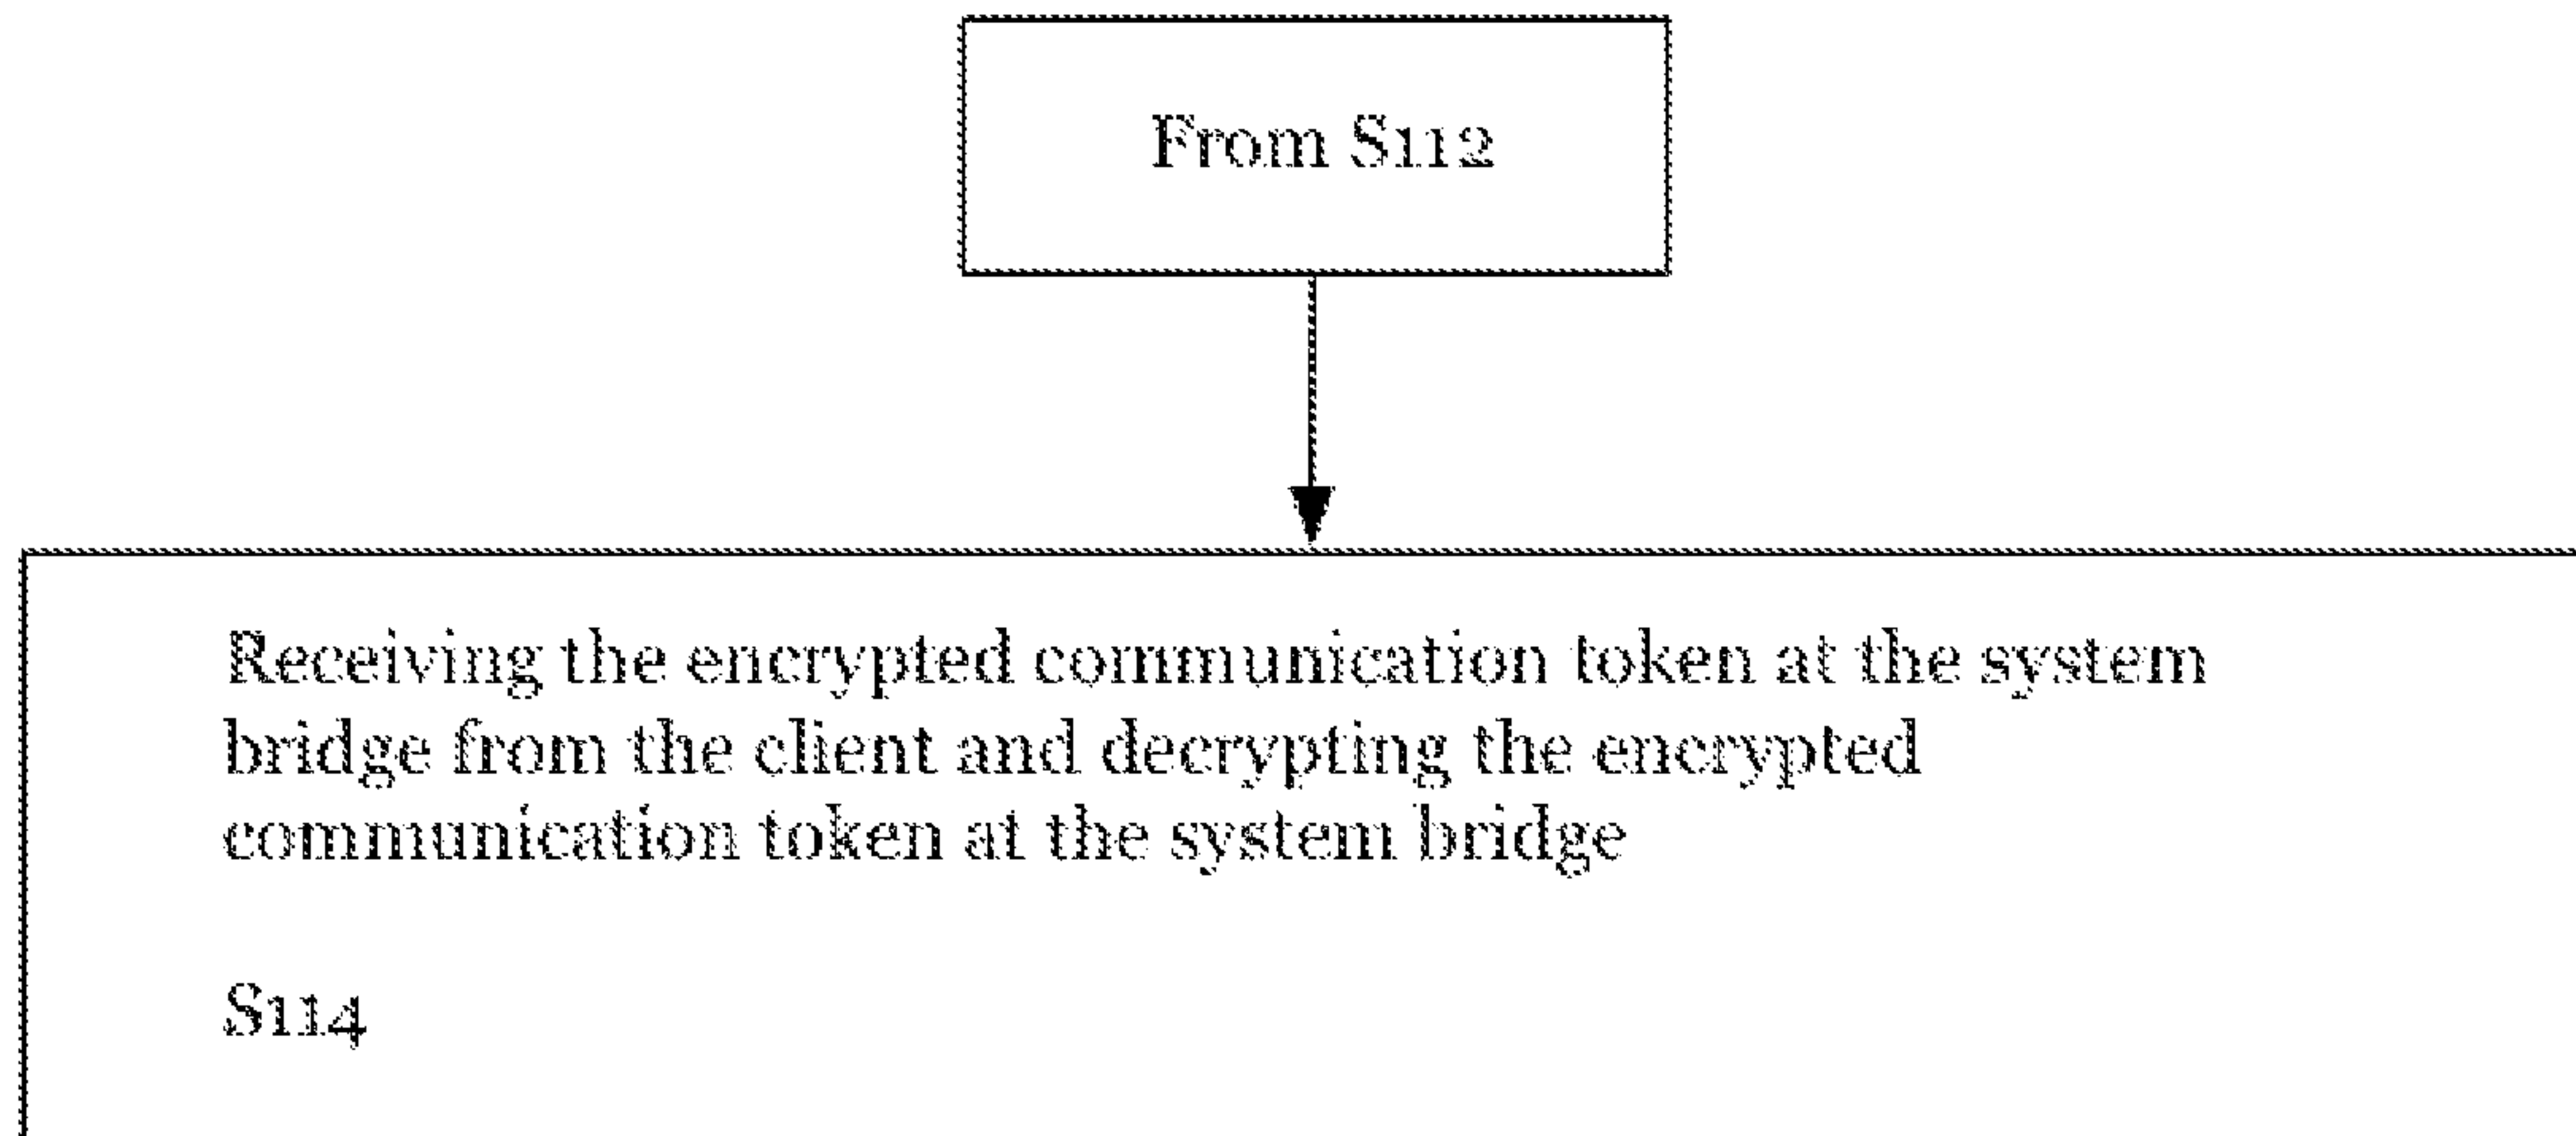 From S112
Receiving the encrypted communication token at the system
bridge from the client and decrypting the encrypted
communication token at the system bridge
S114